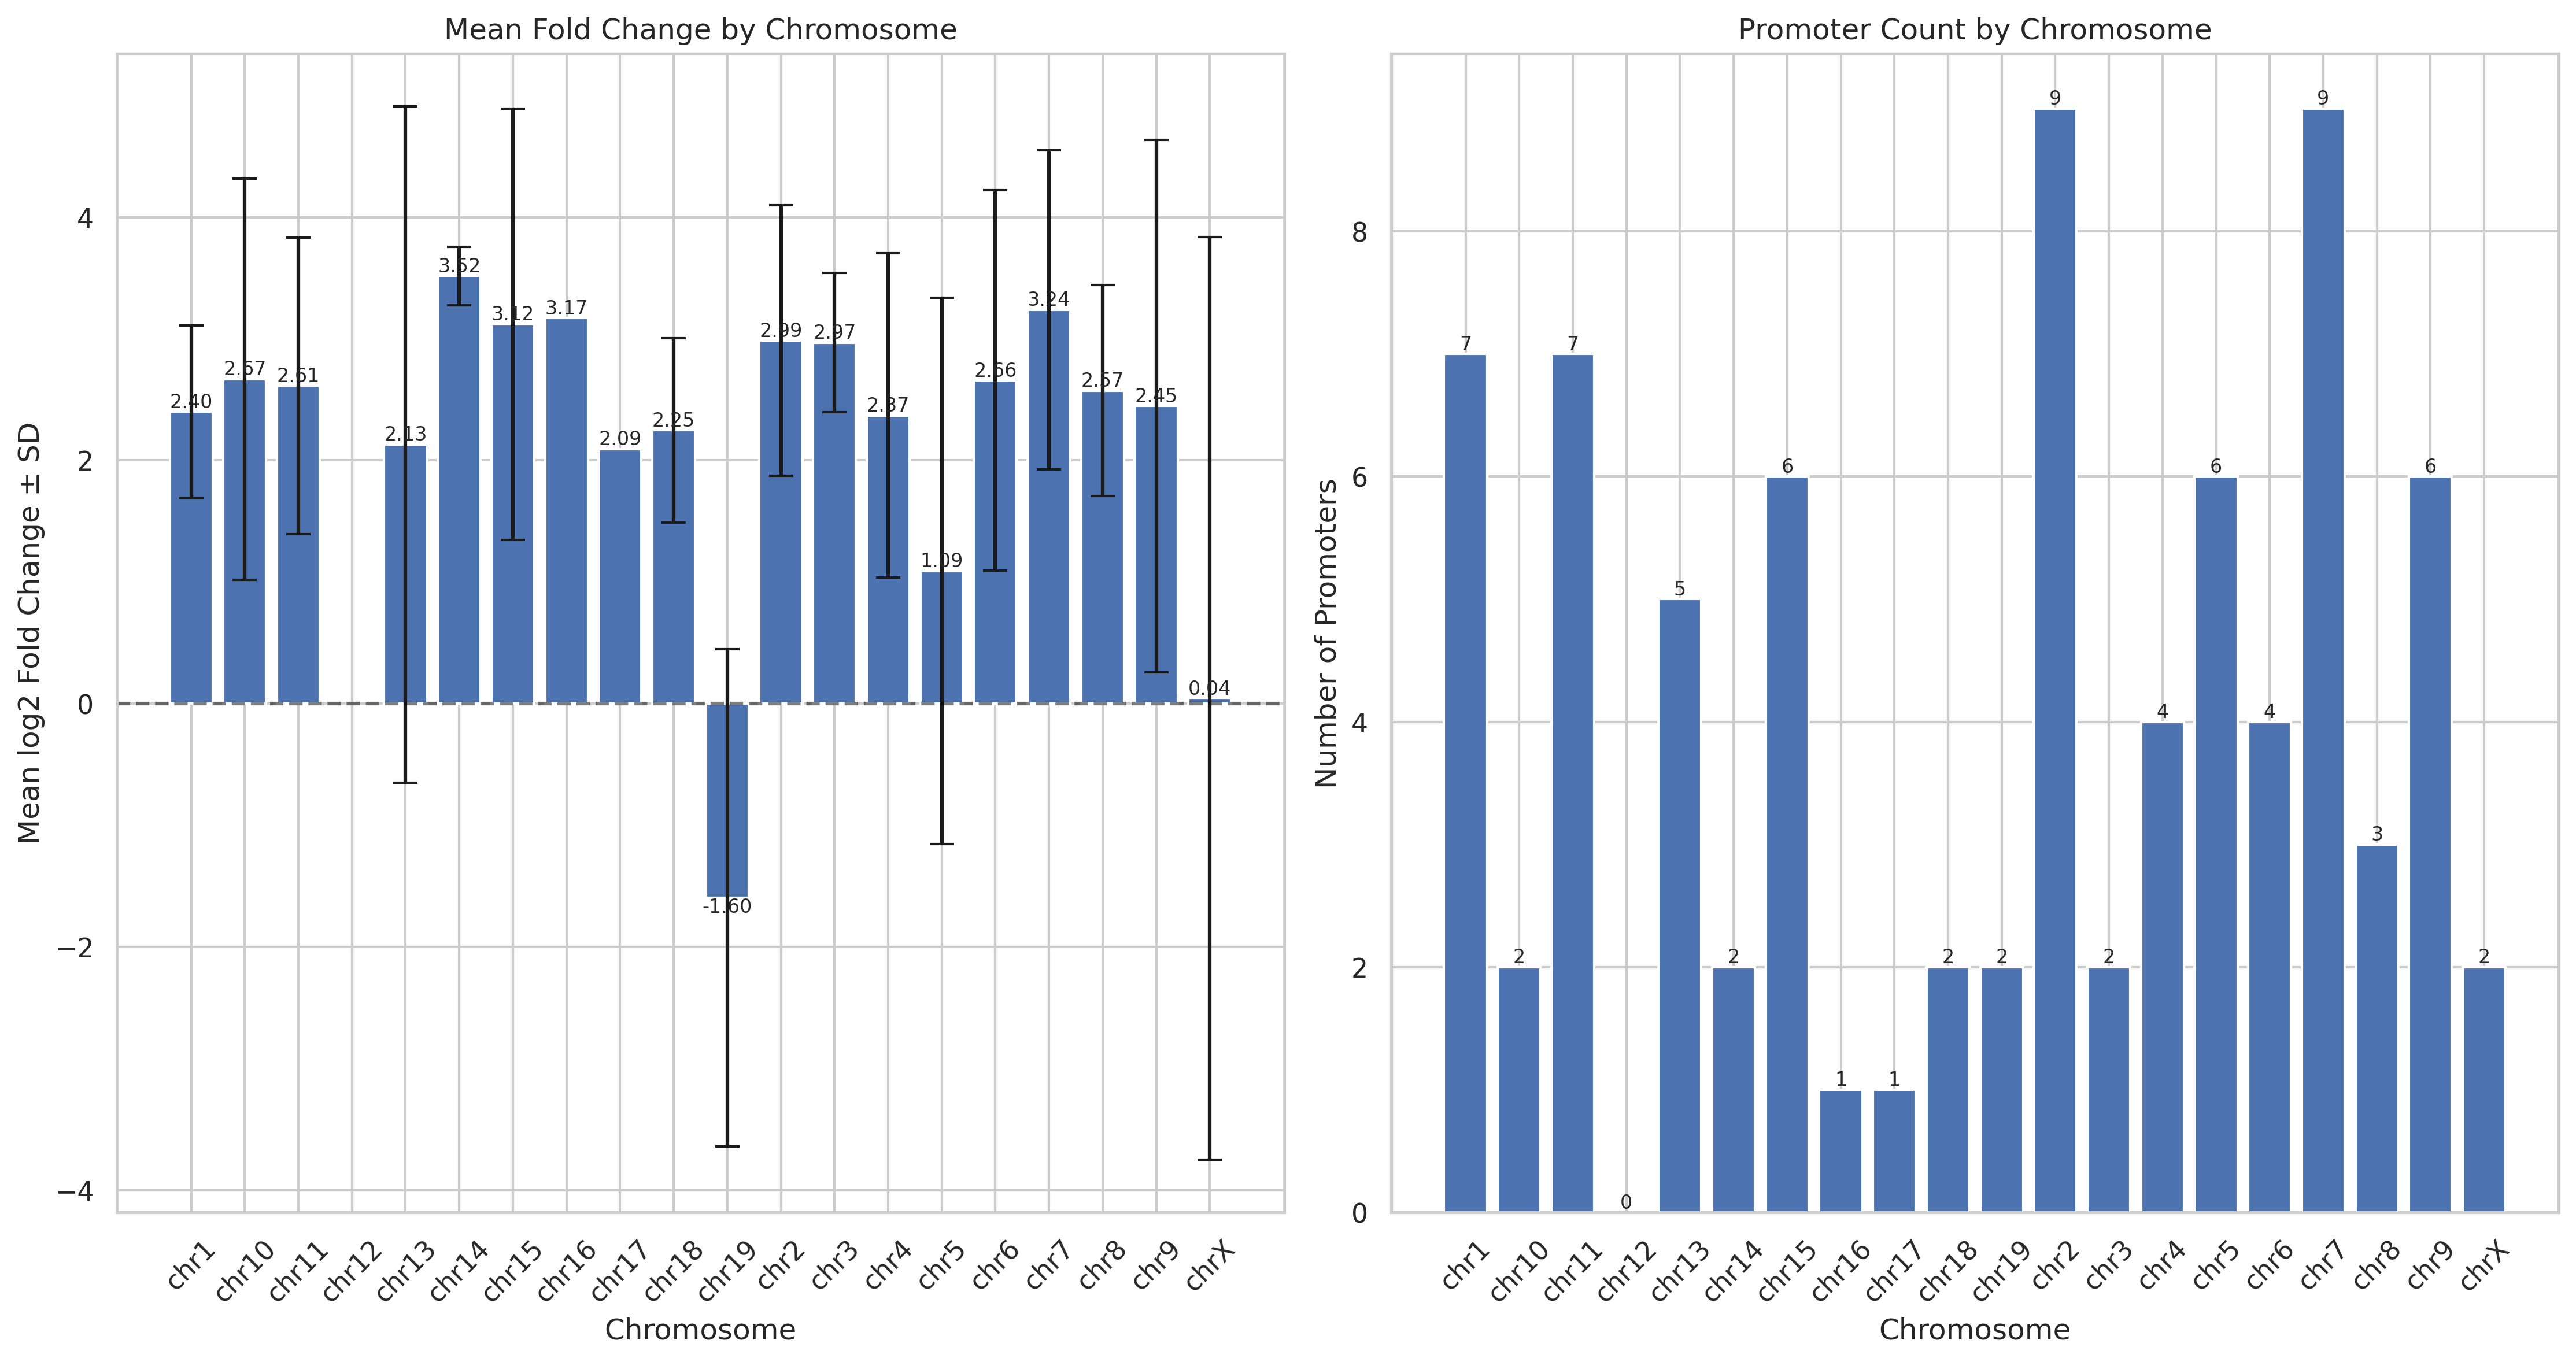 Mean Fold Change by Chromosome
Mean log2 Fold Change ± SD
4
2
0
−2
−4
2.40
2.67
2.61
2.13
3.52
3.12
3.17
2.09
2.25
-1.60
2.99
2.97
2.37
1.09
2.66
3.24
2.57
2.45
0.04
chr1
chr10
chr11
chr12
chr13
chr14
chr15
chr16
chr17
chr18
chr19
chr2
chr3
chr4
chr5
chr6
chr7
chr8
chr9
chrX
Chromosome
Promoter Count by Chromosome
Number of Promoters
8
6
4
2
0
7
2
7
0
5
2
6
1
1
2
2
9
2
4
6
4
9
3
6
2
chr1
chr10
chr11
chr12
chr13
chr14
chr15
chr16
chr17
chr18
chr19
chr2
chr3
chr4
chr5
chr6
chr7
chr8
chr9
chrX
Chromosome